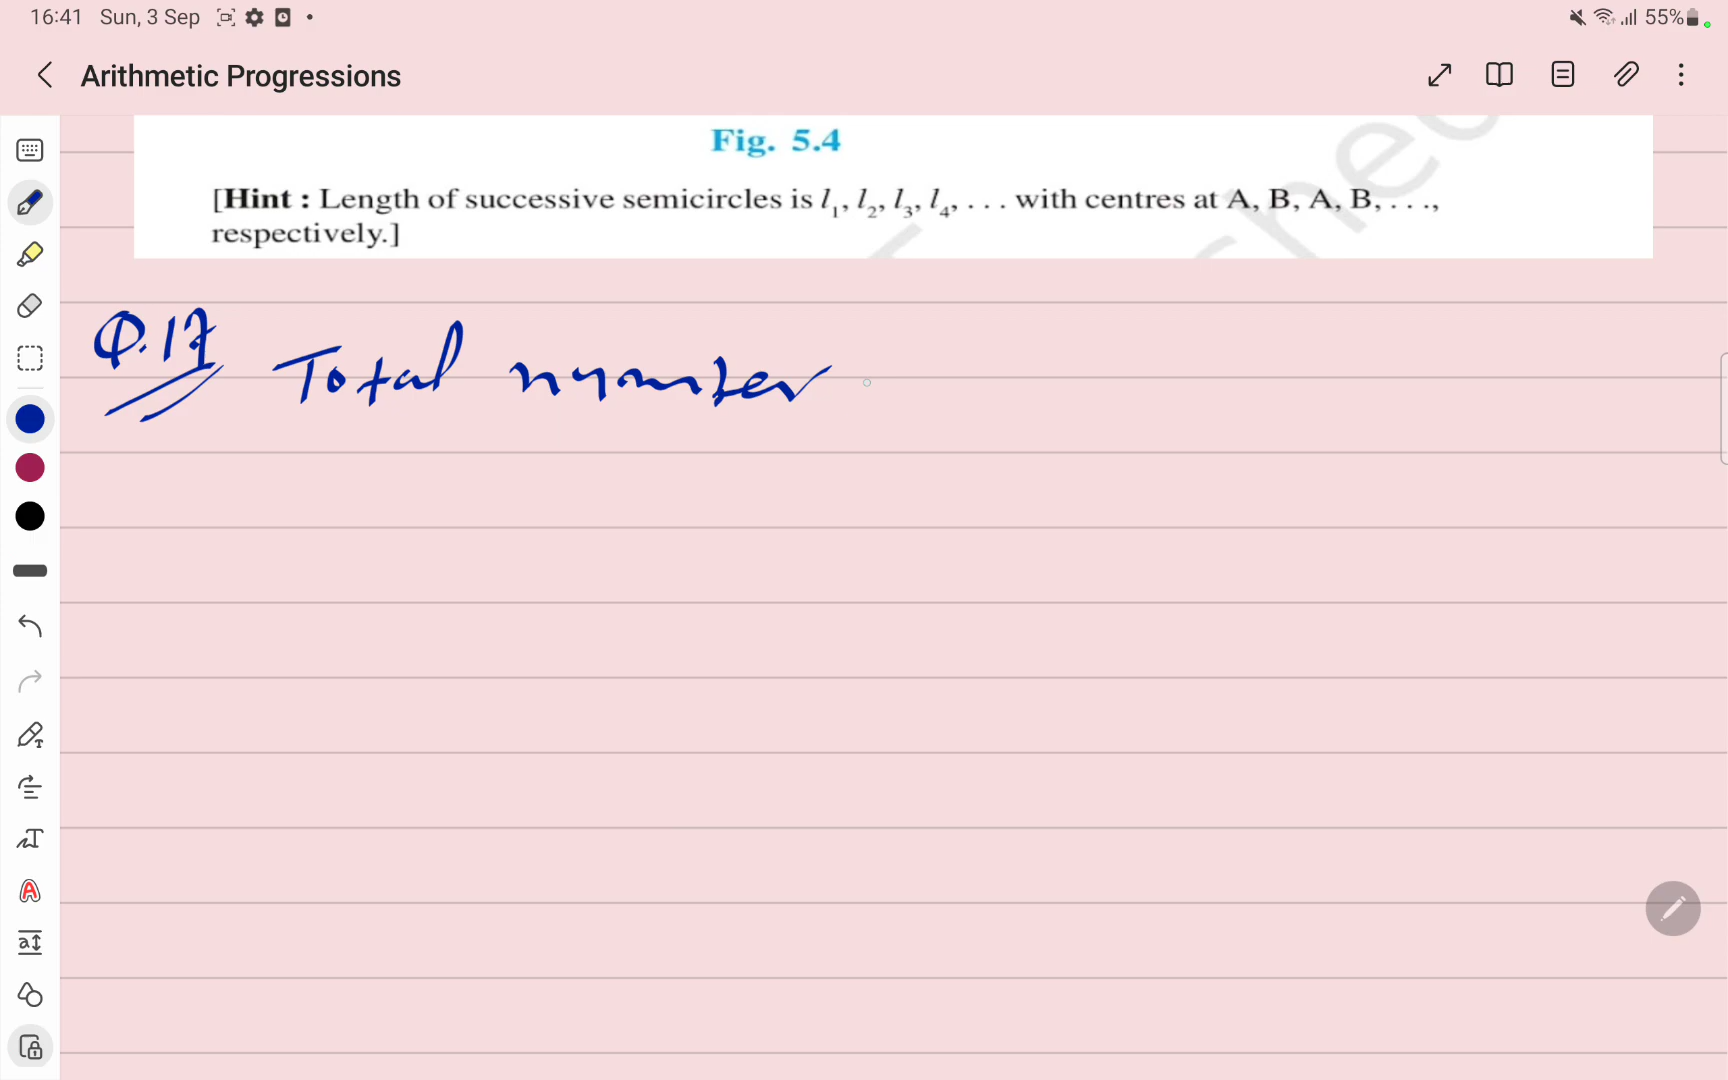 16:41 Sun, 3 Sep 55%
Arithmetic Progressions
Fig. 5.4
[Hint : Length of successive semicircles is l₁, l₂, l₃, l₄, . . . with centres at A, B, A, B, . . .,
respectively.]
Q.17 Total number